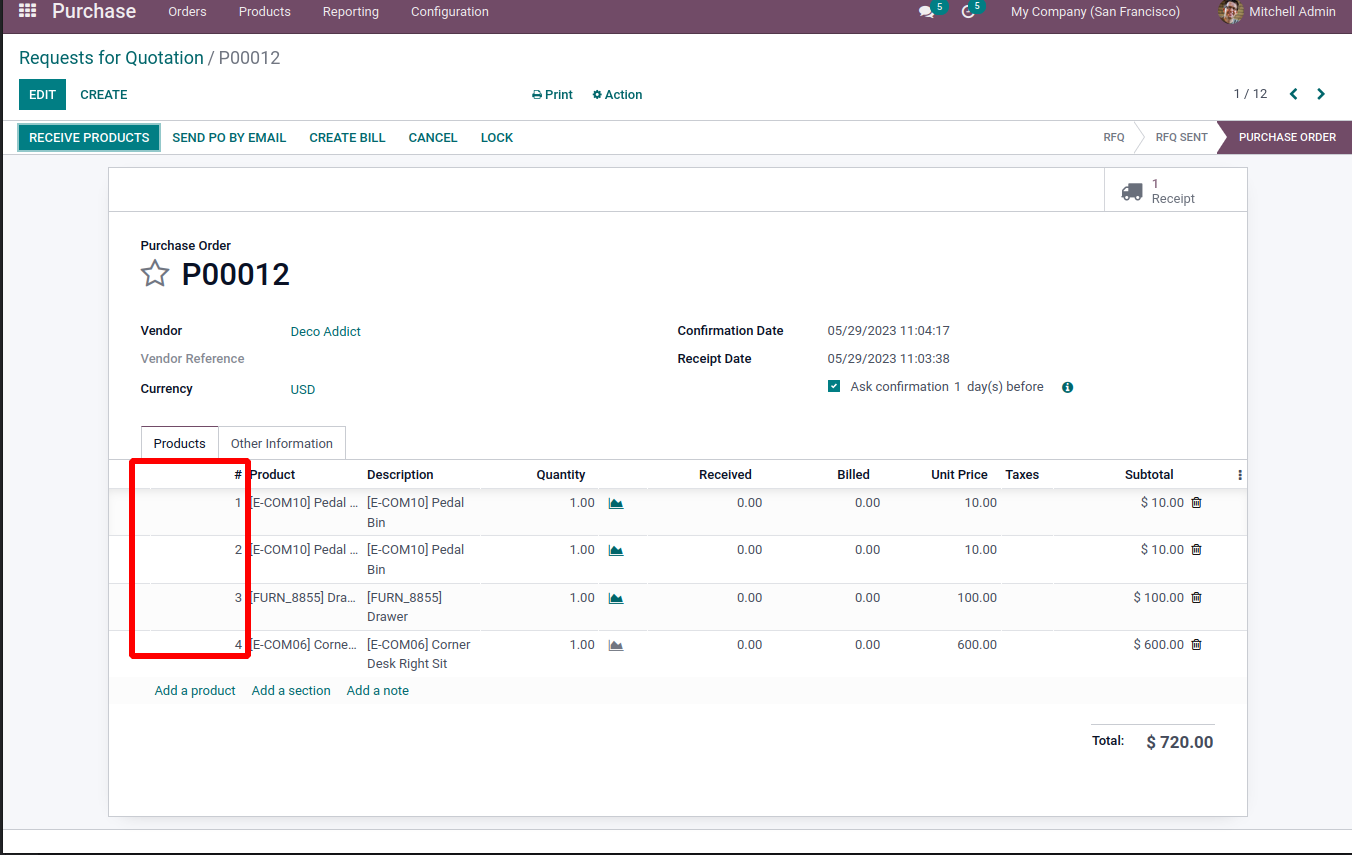 Purchase Orders Products Reporting Configuration 5 5 My Company (San Francisco) Mitchell Admin
Requests for Quotation / P00012
EDIT CREATE Print Action 1 / 12
RECEIVE PRODUCTS SEND PO BY EMAIL CREATE BILL CANCEL LOCK RFQ RFQ SENT PURCHASE ORDER
1
Receipt
Purchase Order
P00012
Vendor Deco Addict Confirmation Date 05/29/2023 11:04:17
Vendor Reference Receipt Date 05/29/2023 11:03:38
Currency USD Ask confirmation 1 day(s) before
Products Other Information
# Product Description Quantity Received Billed Unit Price Taxes Subtotal
1 [E-COM10] Pedal ... [E-COM10] Pedal 1.00 0.00 0.00 10.00 $ 10.00
Bin
2 [E-COM10] Pedal ... [E-COM10] Pedal 1.00 0.00 0.00 10.00 $ 10.00
Bin
3 [FURN_8855] Dra... [FURN_8855] 1.00 0.00 0.00 100.00 $ 100.00
Drawer
4 [E-COM06] Corne... [E-COM06] Corner 1.00 0.00 0.00 600.00 $ 600.00
Desk Right Sit
Add a product Add a section Add a note
Total: $ 720.00